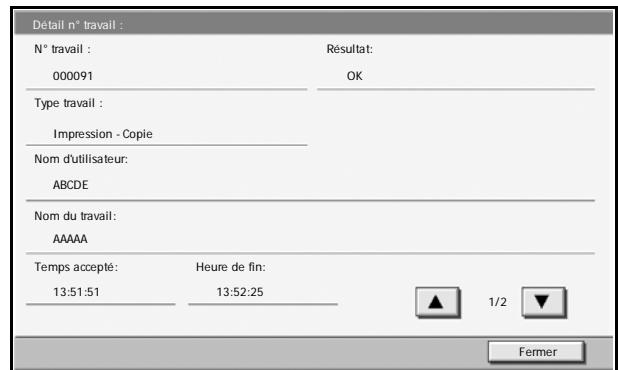 Détail n° travail :
N° travail :
Résultat:
000091
OK
Type travail :
Impression - Copie
Nom d'utilisateur:
ABCDE
Nom du travail:
AAAAA
Temps accepté:
Heure de fin:
13:51:51
13:52:25
1/2
Fermer